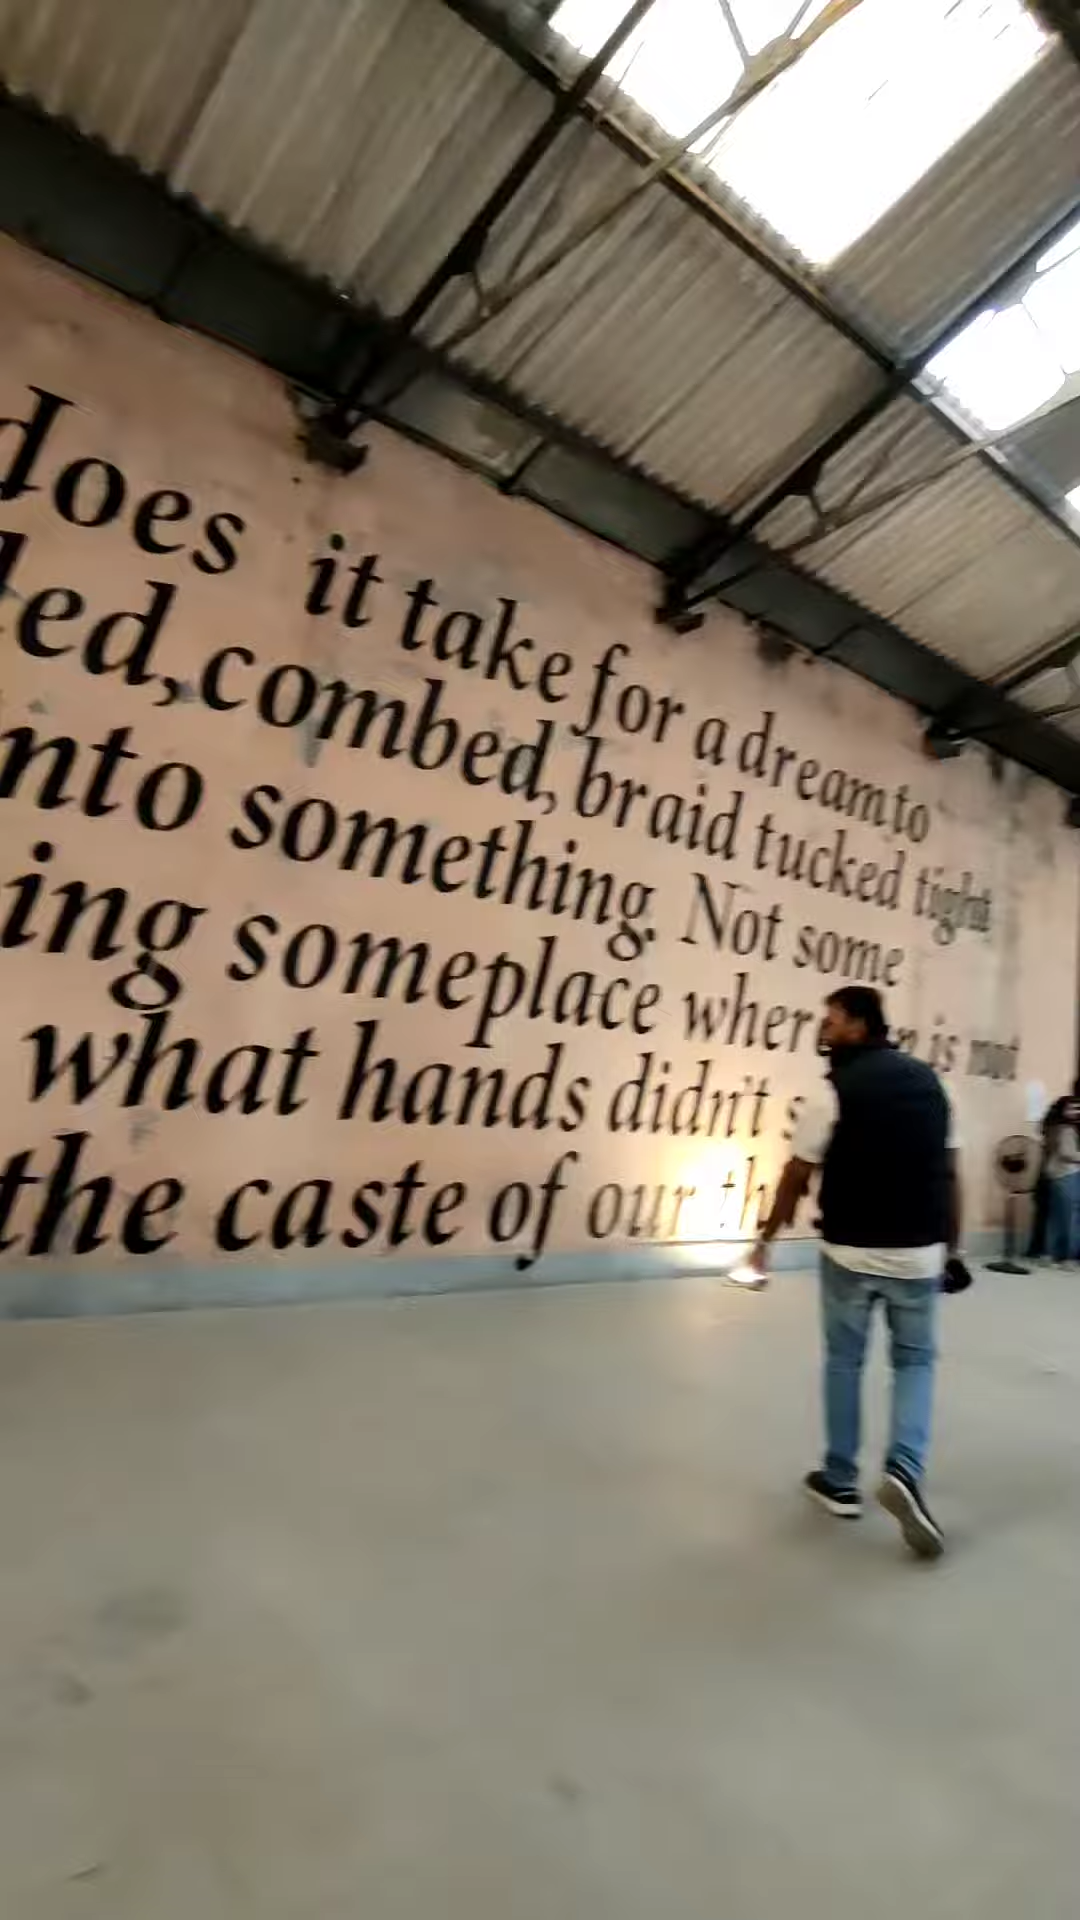 does it take for a dream to
ed, combed, braid tucked tight,
nto something. Not some
ing someplace where is not
what hands didn't s
the caste of our